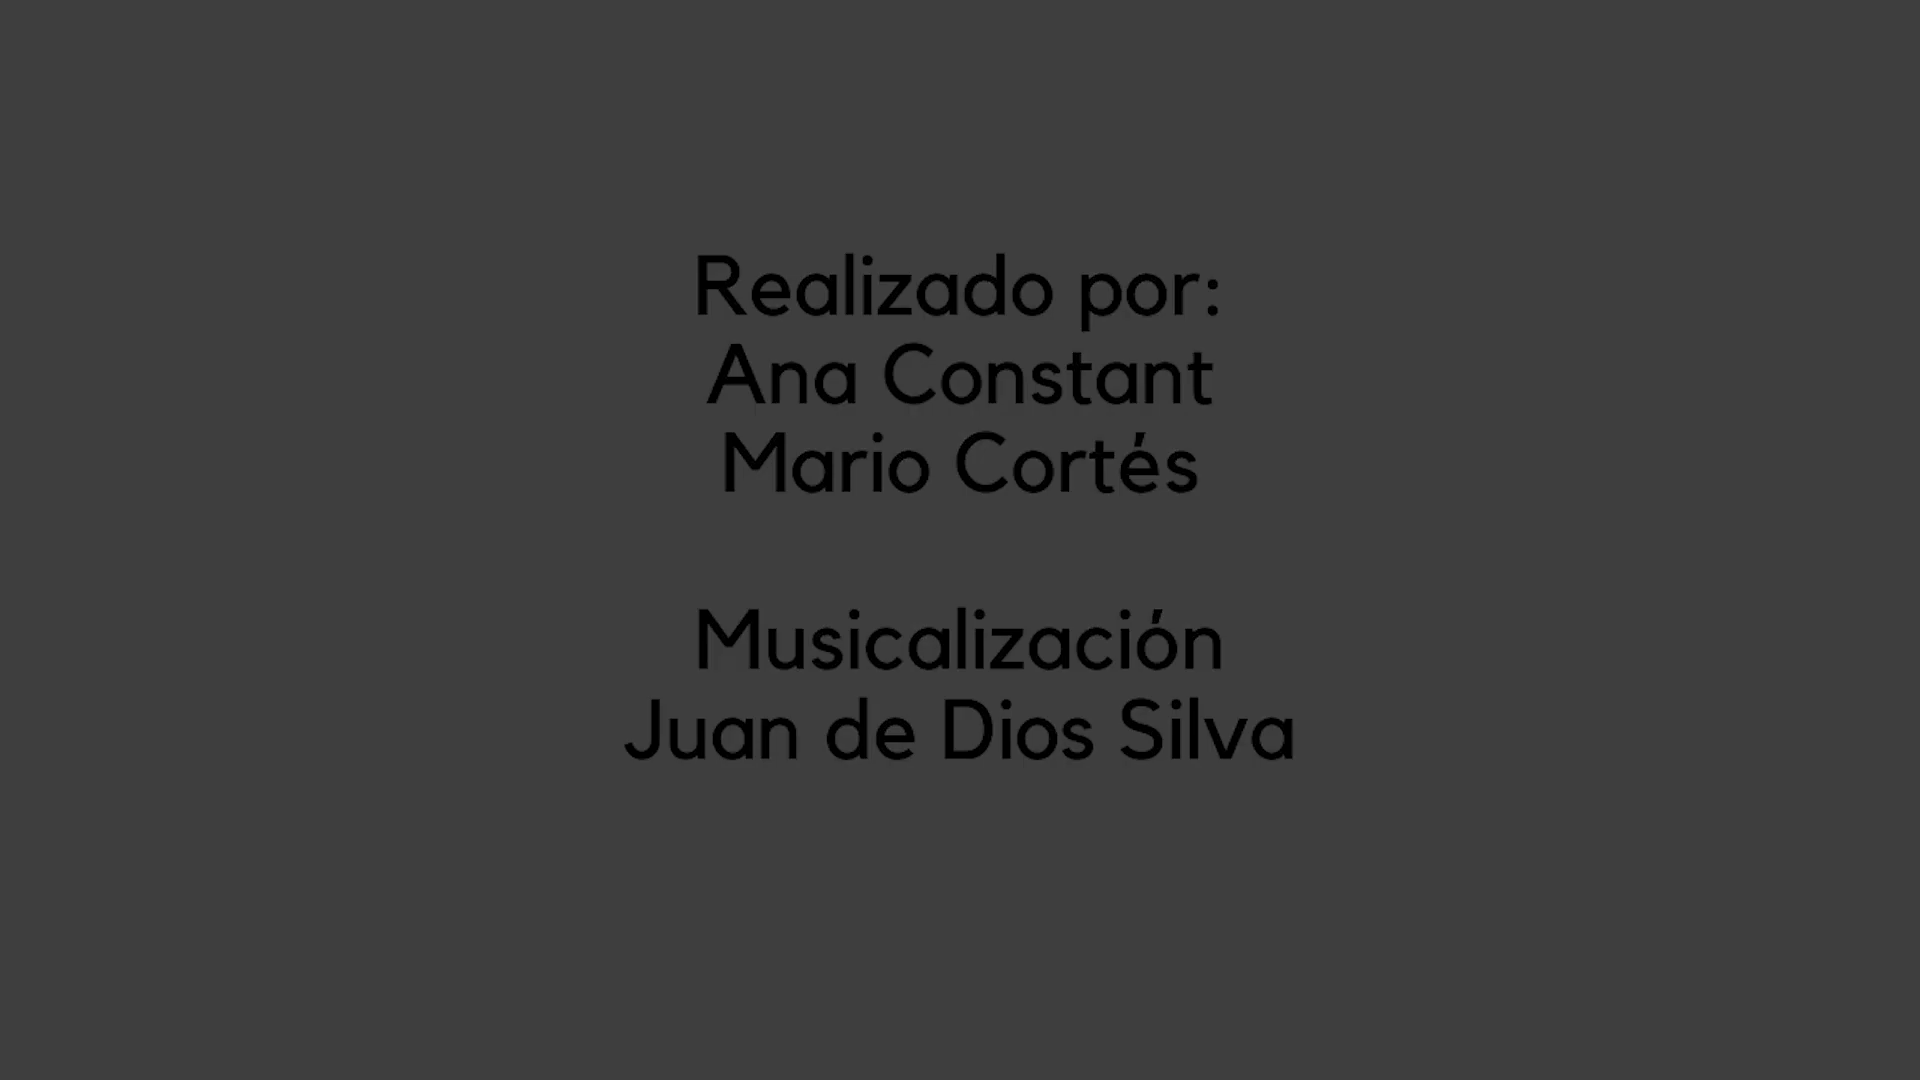 Realizado por:
Ana Constant
Mario Cortés
Musicalización
Juan de Dios Silva